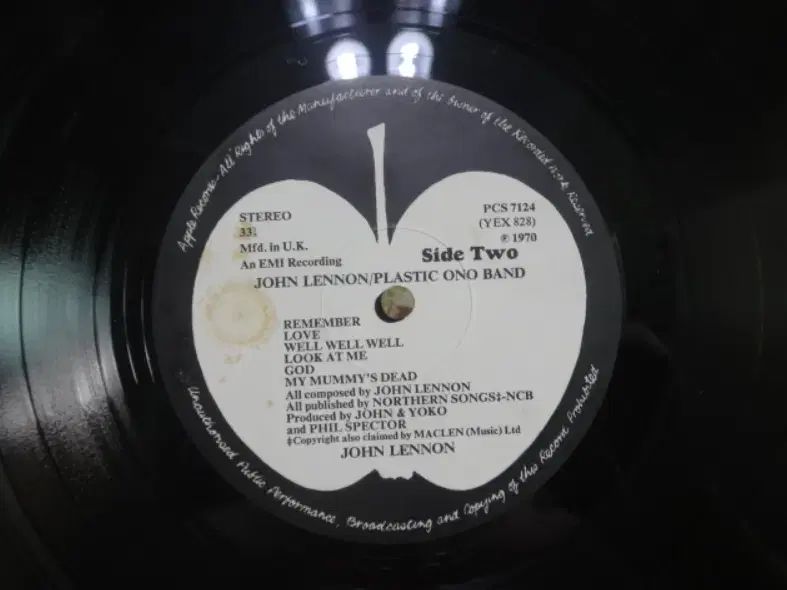 Apple Records-All Rights of the Manufacturer and of the Owner of the Recorded Work Reserved
STEREO
33⅓
Mfd. in U.K.
An EMI Recording
PCS 7124
(YEX 828)
℗ 1970
Side Two
JOHN LENNON/PLASTIC ONO BAND
REMEMBER
LOVE
WELL WELL WELL
LOOK AT ME
GOD
MY MUMMY'S DEAD
All composed by JOHN LENNON
All published by NORTHERN SONGS‡-NCB
Produced by JOHN & YOKO
and PHIL SPECTOR
‡Copyright also claimed by MACLEN (Music) Ltd
JOHN LENNON
Unauthorised Public Performance, Broadcasting and Copying of this Record Prohibited